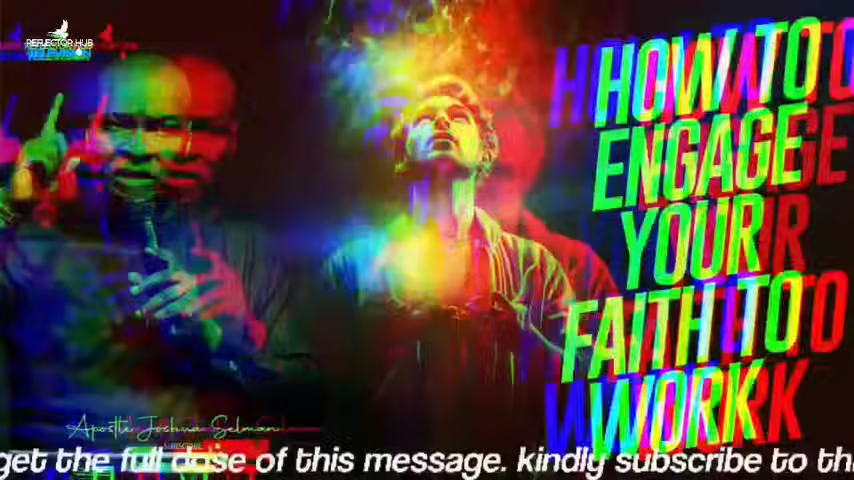 REFLECTOR HUB
TELEVISION
HOW TO
ENGAGE
YOUR
FAITH TO
WORK
Apostle Joshua Selman
SUBSCRIBE
get the full dose of this message. kindly subscribe to th